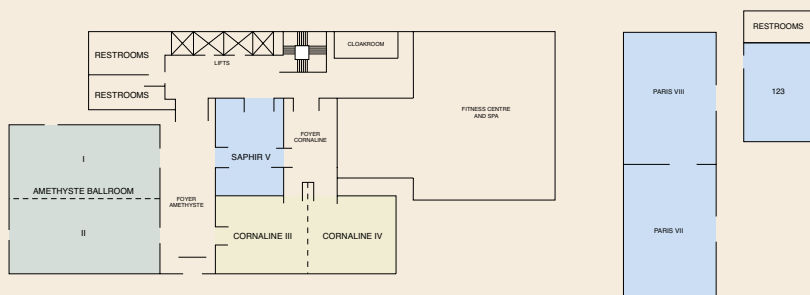 RESTROOMS
LIFTS
CLOAKROOM
RESTROOMS
FITNESS CENTRE
AND SPA
FOYER
CORNALINE
SAPHIR V
I
AMETHYSTE BALLROOM
FOYER
AMETHYSTE
II
CORNALINE III
CORNALINE IV
RESTROOMS
PARIS VIII
123
PARIS VII